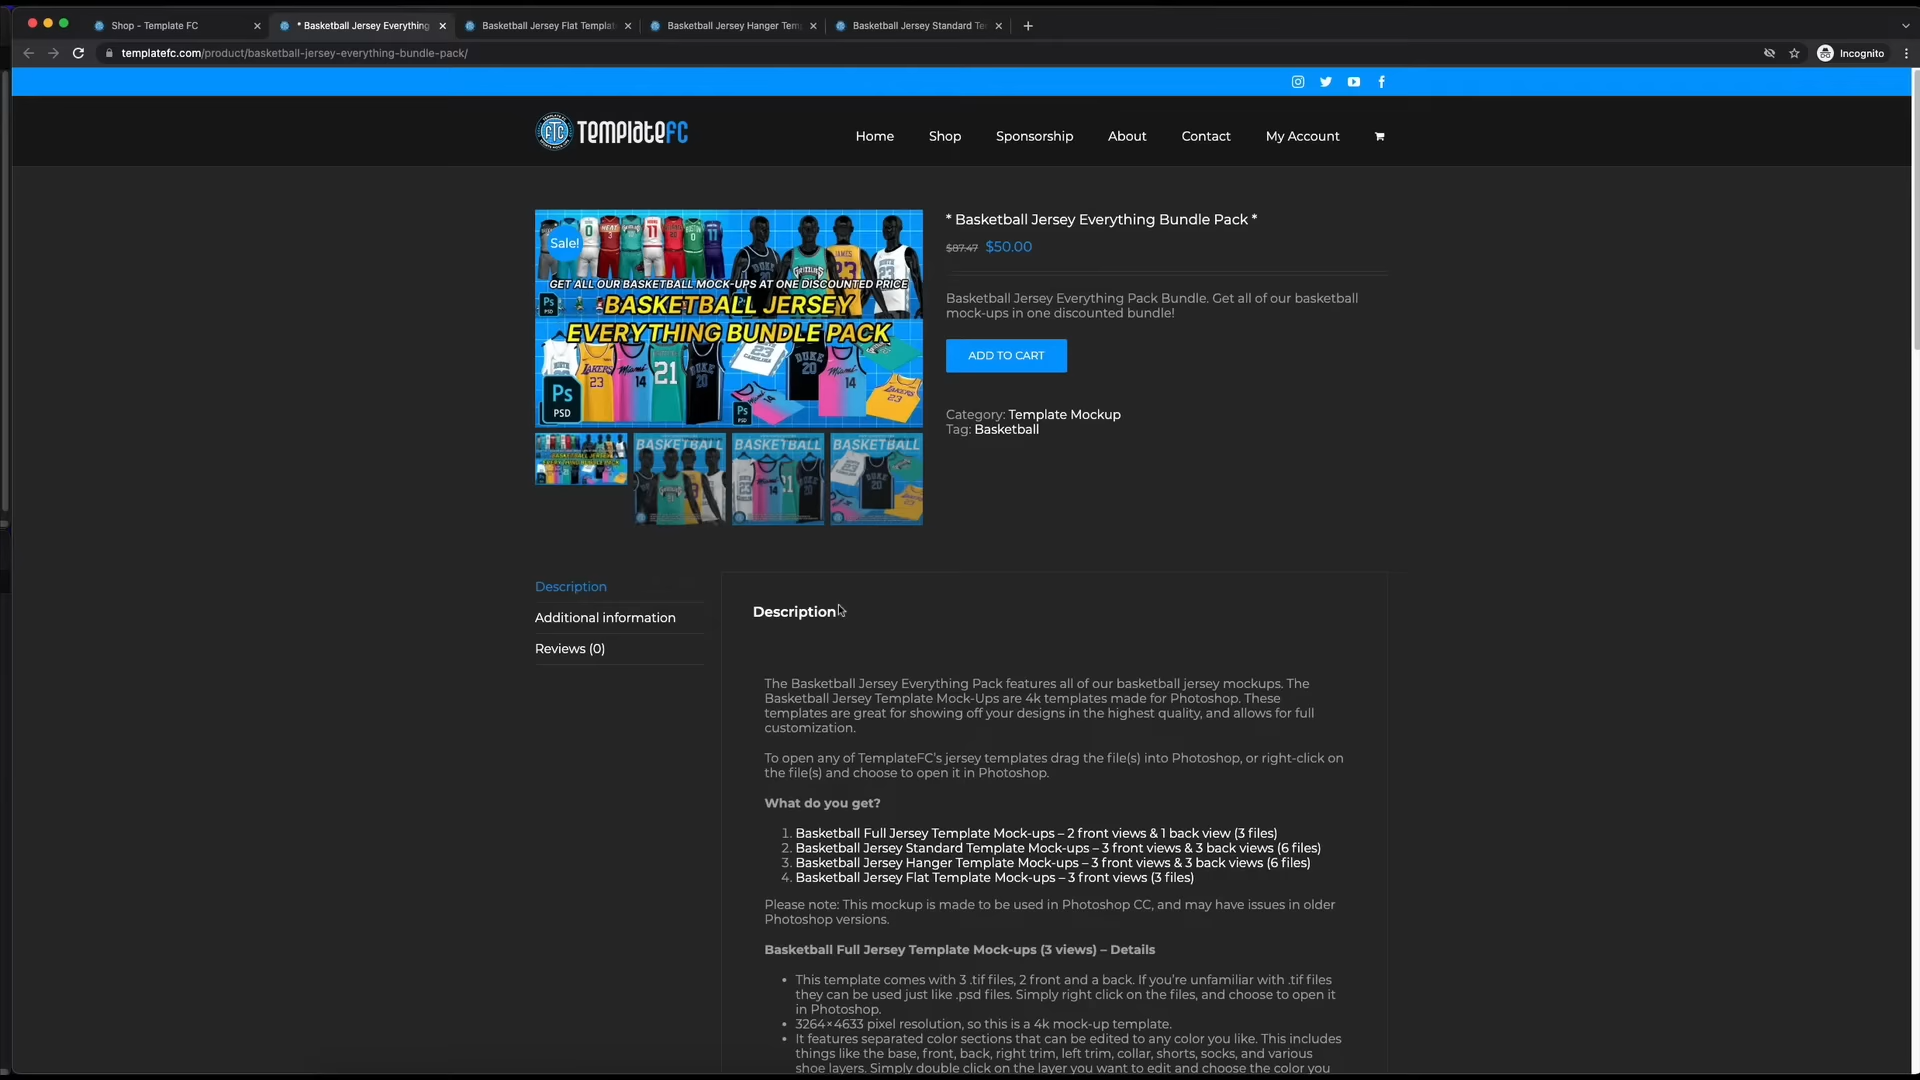 Shop - Template FC
* Basketball Jersey Everything
Basketball Jersey Flat Templat
Basketball Jersey Hanger Tem
Basketball Jersey Standard Te
templatefc.com/product/basketball-jersey-everything-bundle-pack/
Incognito
TEMPLATEFC
Home
Shop
Sponsorship
About
Contact
My Account
Sale!
GET ALL OUR BASKETBALL MOCK-UPS AT ONE DISCOUNTED PRICE
BASKETBALL JERSEY
EVERYTHING BUNDLE PACK
Ps
PSD
BASKETBALL
BASKETBALL
BASKETBALL
* Basketball Jersey Everything Bundle Pack *
$87.47 $50.00
Basketball Jersey Everything Pack Bundle. Get all of our basketball
mock-ups in one discounted bundle!
ADD TO CART
Category: Template Mockup
Tag: Basketball
Description
Additional information
Reviews (0)
Description
The Basketball Jersey Everything Pack features all of our basketball jersey mockups. The
Basketball Jersey Template Mock-Ups are 4k templates made for Photoshop. These
templates are great for showing off your designs in the highest quality, and allows for full
customization.
To open any of TemplateFC's jersey templates drag the file(s) into Photoshop, or right-click on
the file(s) and choose to open it in Photoshop.
What do you get?
1. Basketball Full Jersey Template Mock-ups – 2 front views & 1 back view (3 files)
2. Basketball Jersey Standard Template Mock-ups – 3 front views & 3 back views (6 files)
3. Basketball Jersey Hanger Template Mock-ups – 3 front views & 3 back views (6 files)
4. Basketball Jersey Flat Template Mock-ups – 3 front views (3 files)
Please note: This mockup is made to be used in Photoshop CC, and may have issues in older
Photoshop versions.
Basketball Full Jersey Template Mock-ups (3 views) – Details
• This template comes with 3 .tif files, 2 front and a back. If you're unfamiliar with .tif files
they can be used just like .psd files. Simply right click on the files, and choose to open it
in Photoshop.
• 3264×4633 pixel resolution, so this is a 4k mock-up template.
• It features separated color sections that can be edited to any color you like. This includes
things like the base, front, back, right trim, left trim, collar, shorts, socks, and various
shoe layers. Simply double click on the layer you want to edit and choose the color you